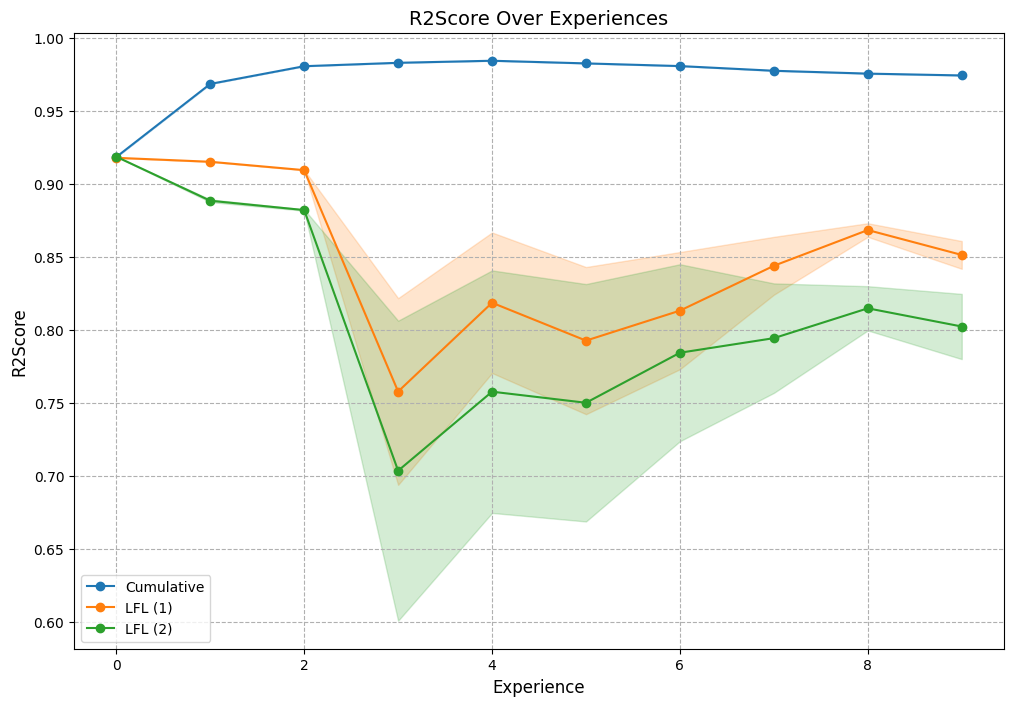 R2Score Over Experiences
1.00
0.95
0.90
0.85
0.80
0.75
0.70
0.65
0.60
R2Score
Cumulative
LFL (1)
LFL (2)
0 2 4 6 8
Experience